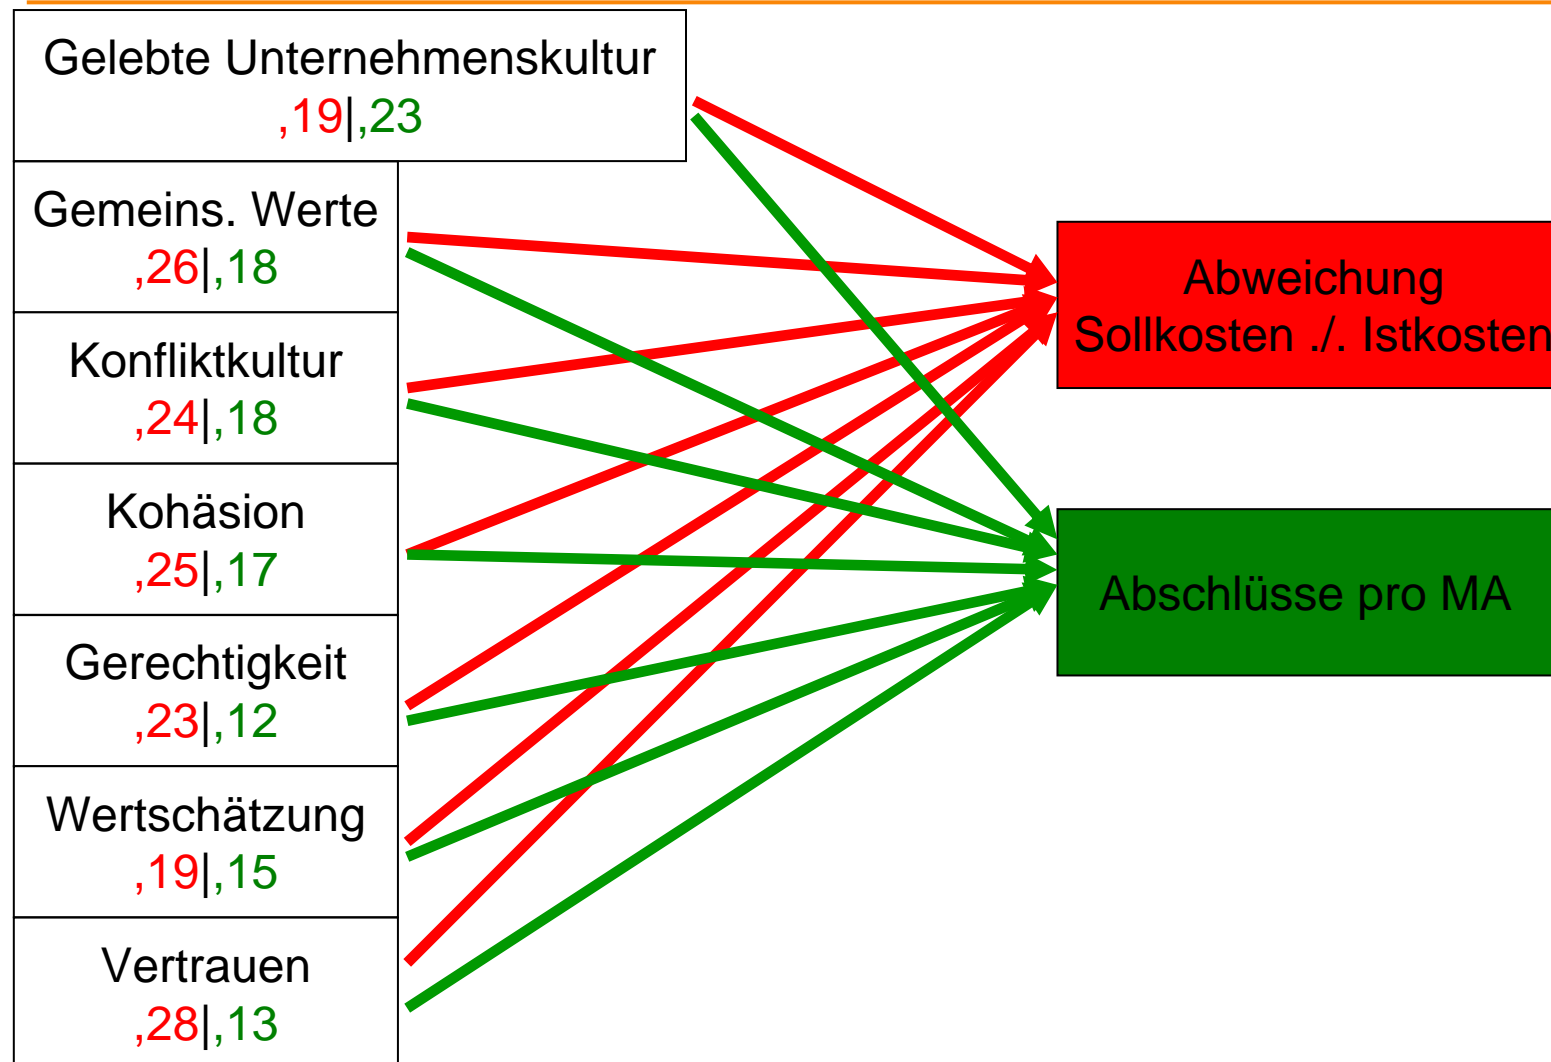 Gelebte Unternehmenskultur
,19|,23
Gemeins. Werte
,26|,18
Konfliktkultur
,24|,18
Kohäsion
,25|,17
Gerechtigkeit
,23|,12
Wertschätzung
,19|,15
Vertrauen
,28|,13
Abweichung
Sollkosten ./. Istkosten
Abschlüsse pro MA